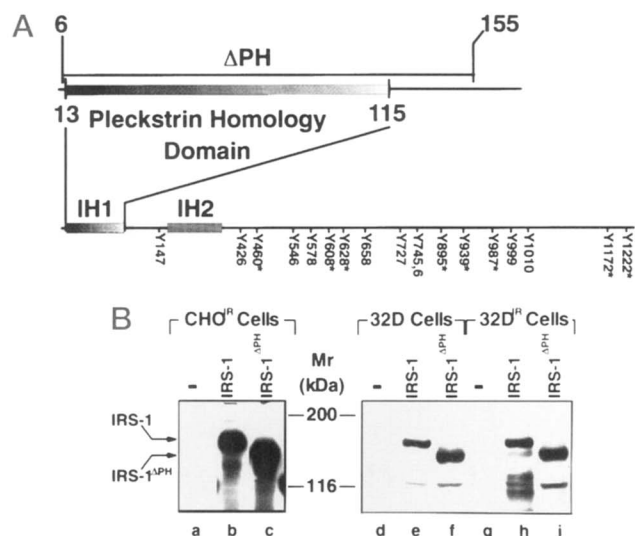 A
6
155
ΔPH
13
Pleckstrin Homology
115
Domain
IH1
IH2
Y147
Y426
Y460*
Y546
Y578
Y608*
Y628*
Y658
Y727
Y745,6
Y895*
Y939*
Y987*
Y999
Y1010
Y1172*
Y1222*
B
CHO^IR Cells
32D Cells
32D^IR Cells
-
IRS-1
IRS-1^ΔPH
Mr
(kDa)
-
IRS-1
IRS-1^ΔPH
-
IRS-1
IRS-1^ΔPH
IRS-1
IRS-1^ΔPH
200
116
a b c d e f g h i